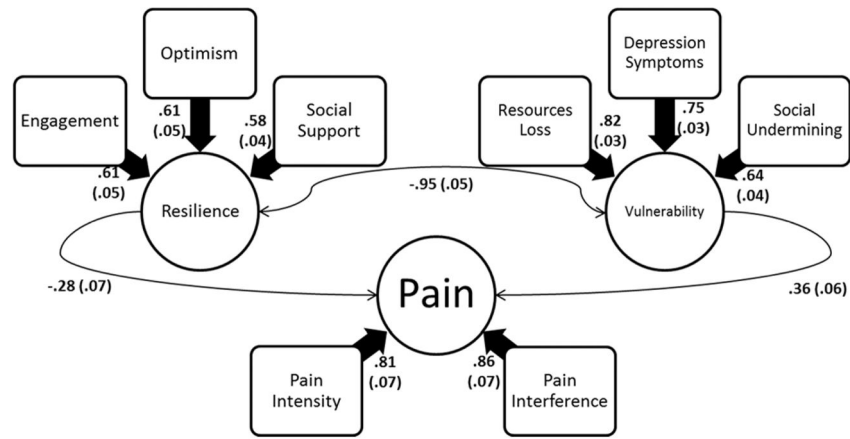 Optimism
Depression
Symptoms
Engagement
Social
Support
Resources
Loss
Social
Undermining
.61
(.05)
.61
(.05)
.58
(.04)
.82
(.03)
.75
(.03)
.64
(.04)
Resilience
-.95 (.05)
Vulnerability
-.28 (.07)
Pain
.36 (.06)
.81
(.07)
.86
(.07)
Pain
Intensity
Pain
Interference